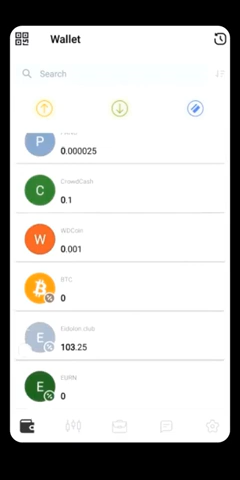 Wallet
Search
P
0.000025
CrowdCash
C
0.1
WDCoin
W
0.001
BTC
0
Eidolon.club
E
103.25
EURN
E
0